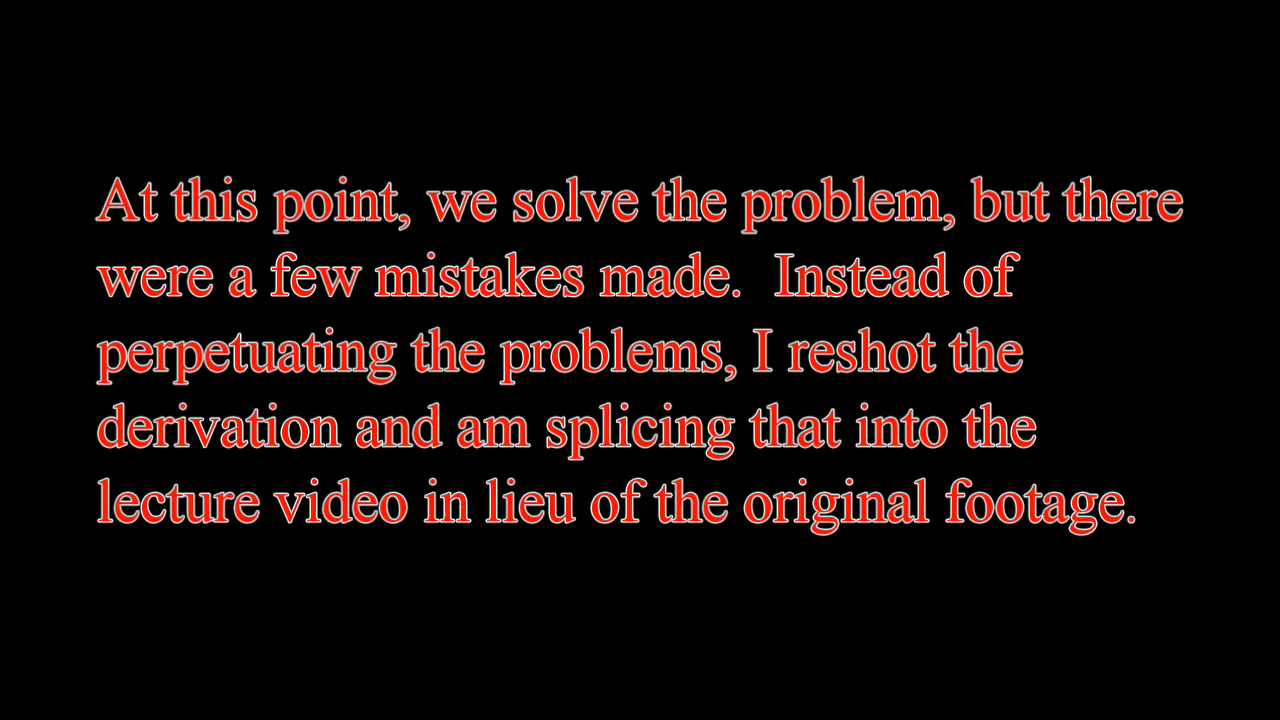 At this point, we solve the problem, but there
were a few mistakes made.  Instead of
perpetuating the problems, I reshot the
derivation and am splicing that into the
lecture video in lieu of the original footage.